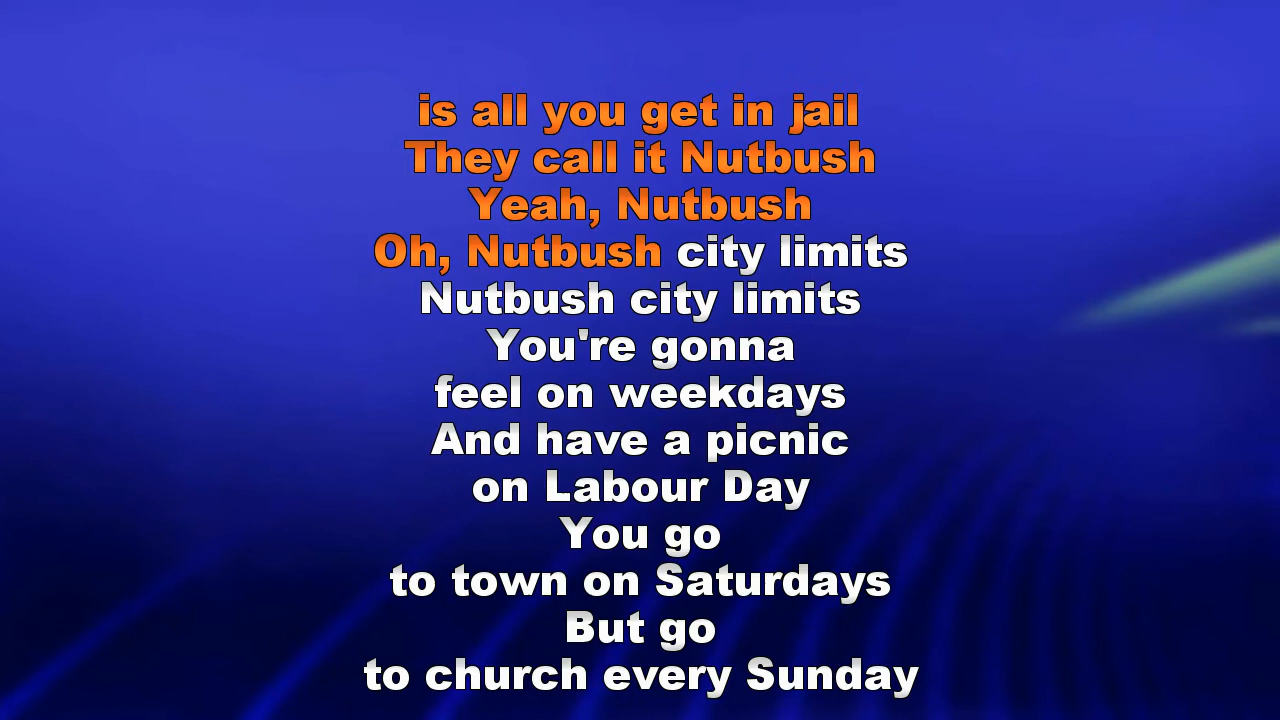 is all you get in jail
They call it Nutbush
Yeah, Nutbush
Oh, Nutbush city limits
Nutbush city limits
You're gonna
feel on weekdays
And have a picnic
on Labour Day
You go
to town on Saturdays
But go
to church every Sunday